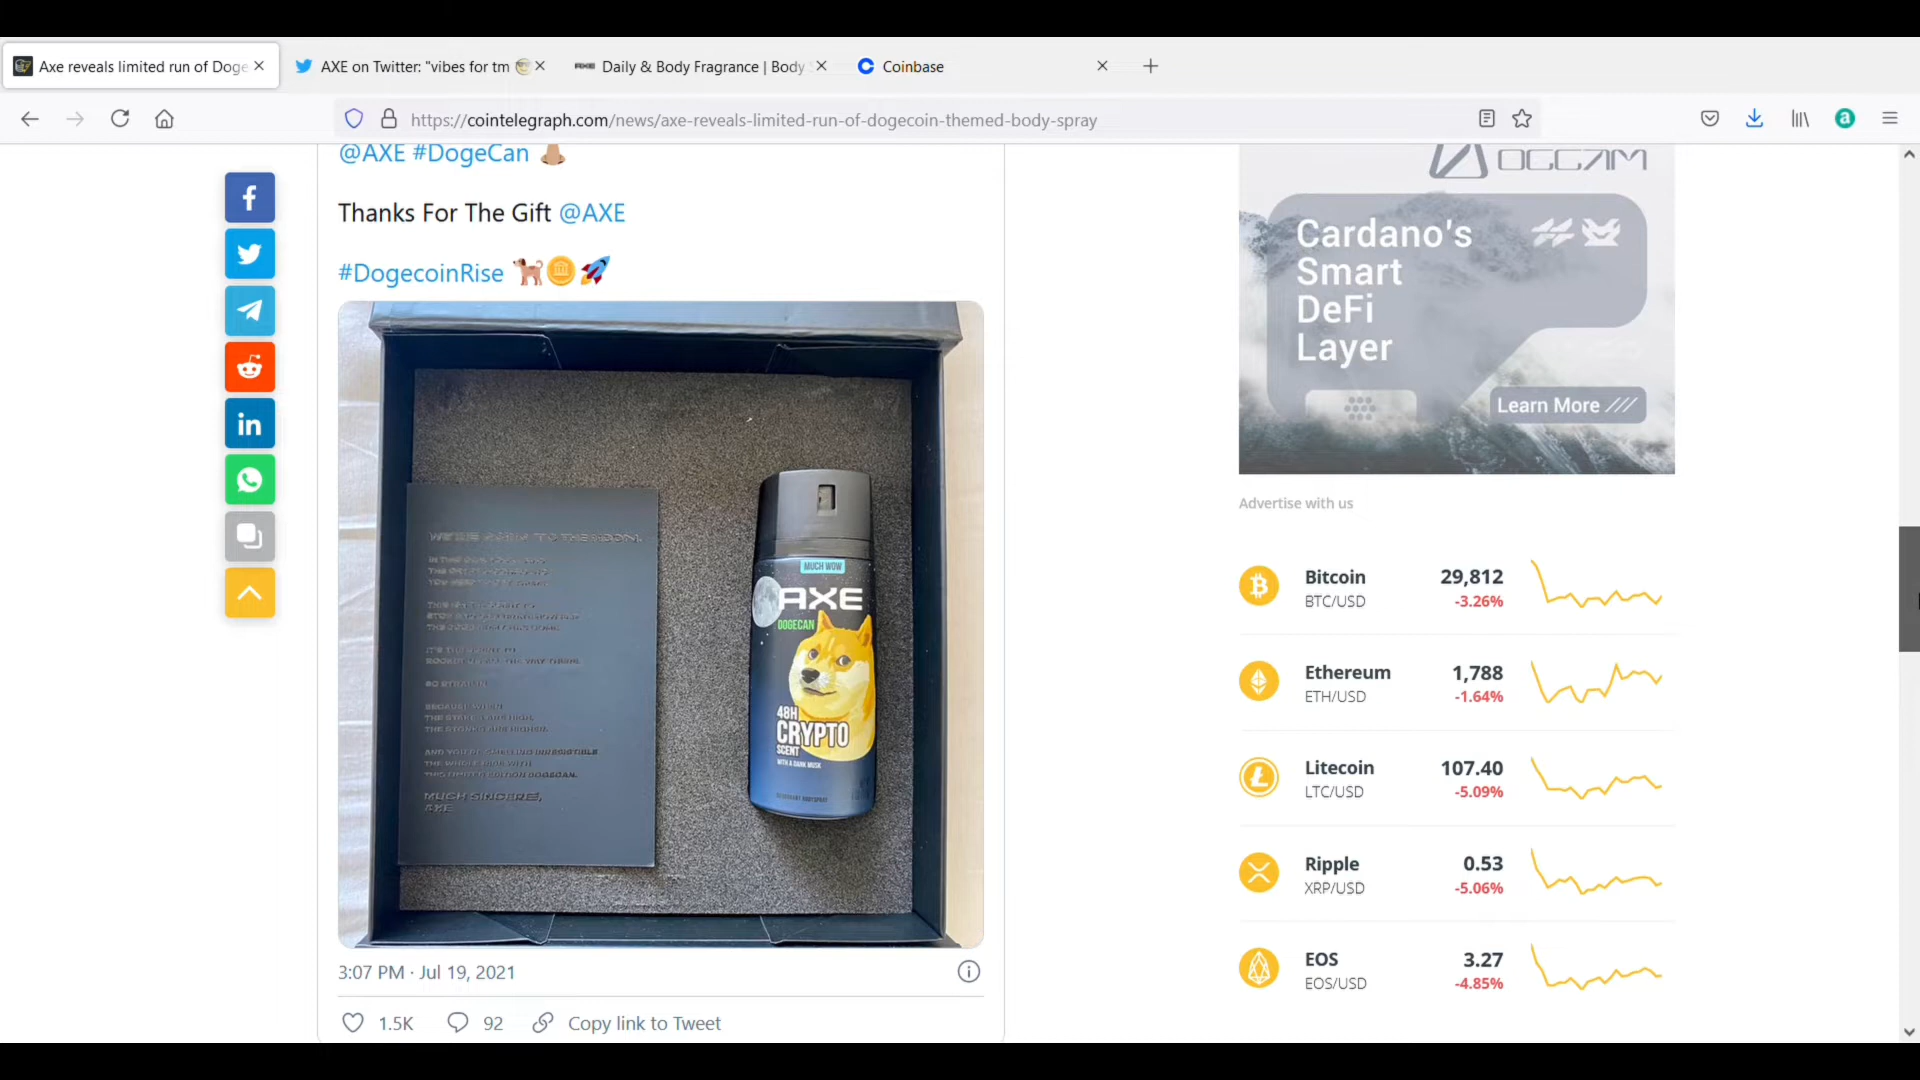 Axe reveals limited run of Doge
AXE on Twitter: "vibes for tm
Daily & Body Fragrance | Body
Coinbase
https://cointelegraph.com/news/axe-reveals-limited-run-of-dogecoin-themed-body-spray
@AXE #DogeCan
Thanks For The Gift @AXE
#DogecoinRise
MUCH WOW
AXE
DOGECAN
48H
CRYPTO
SCENT
WITH A DARK MUSK
MUCH SINCERE,
AXE
3:07 PM · Jul 19, 2021
1.5K
92
Copy link to Tweet
OCCAM
Cardano's
Smart
DeFi
Layer
Learn More ///
Advertise with us
Bitcoin 29,812
BTC/USD -3.26%
Ethereum 1,788
ETH/USD -1.64%
Litecoin 107.40
LTC/USD -5.09%
Ripple 0.53
XRP/USD -5.06%
EOS 3.27
EOS/USD -4.85%